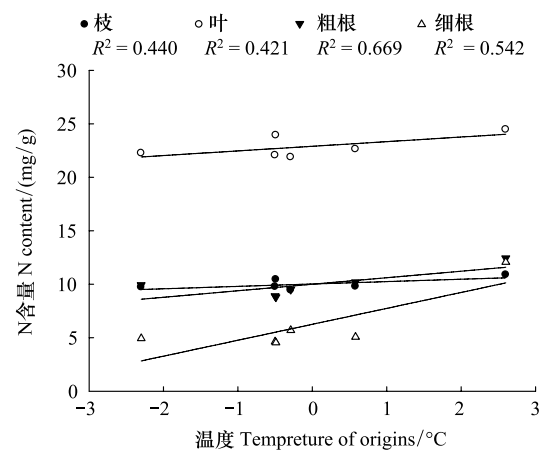 枝 叶 粗根 细根
R² = 0.440 R² = 0.421 R² = 0.669 R² = 0.542
30
25
20
15
10
5
0
N含量 N content/(mg/g)
−3 −2 −1 0 1 2 3
温度 Tempreture of origins/°C